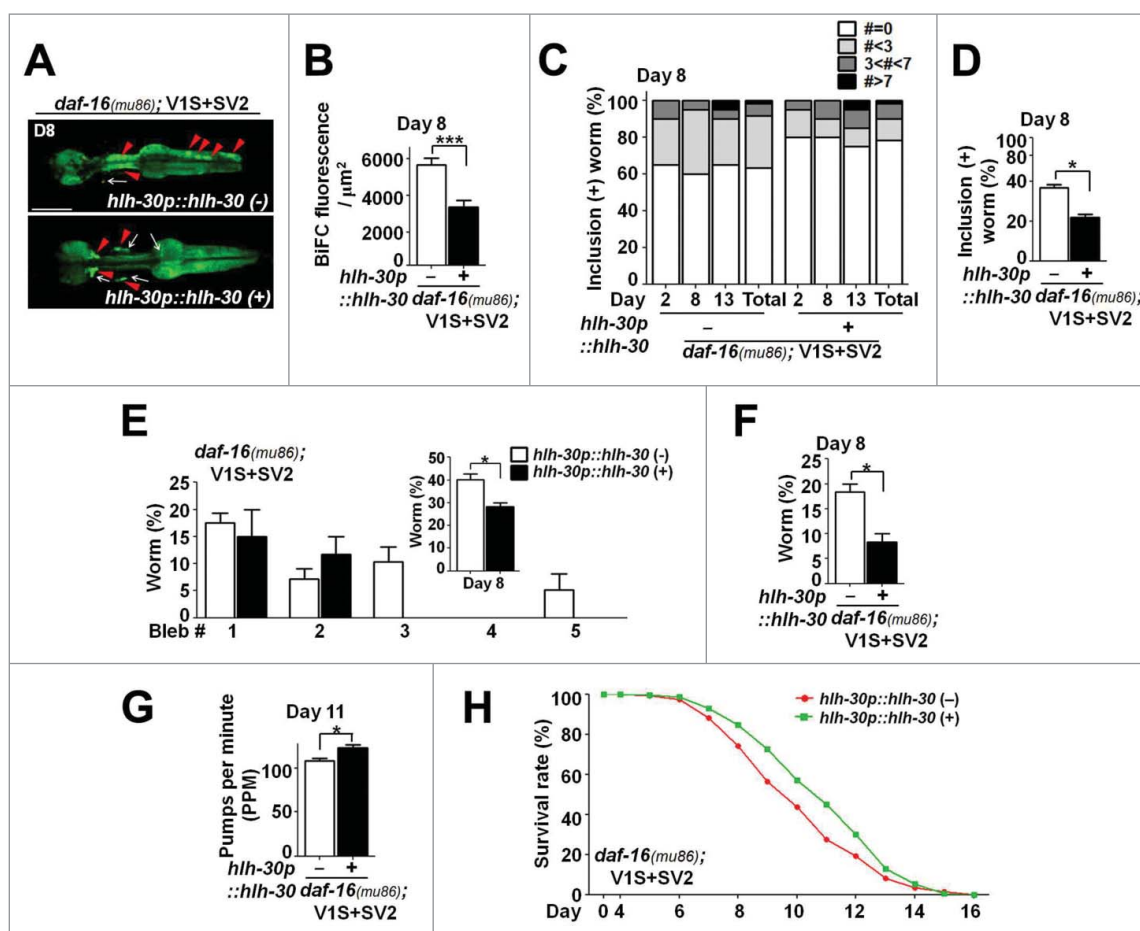 A
daf-16(mu86); V1S+SV2
D8
hlh-30p::hlh-30 (-)
hlh-30p::hlh-30 (+)
B
Day 8
***
BiFC fluorescence
/ μm2
6000
4000
2000
0
hlh-30p – +
::hlh-30 daf-16(mu86);
V1S+SV2
C
#=0
#<3
3<#<7
#>7
Day 8
Inclusion (+) worm (%)
100
80
60
40
20
0
Day 2 8 13 Total 2 8 13 Total
hlh-30p – +
::hlh-30 daf-16(mu86); V1S+SV2
D
Day 8
*
Inclusion (+)
worm (%)
100
80
40
20
0
hlh-30p – +
::hlh-30 daf-16(mu86);
V1S+SV2
E
daf-16(mu86);
V1S+SV2
Worm (%)
25
20
15
10
5
0
Bleb # 1 2 3 4 5
Worm (%)
50
40
30
20
10
0
*
Day 8
hlh-30p::hlh-30 (-)
hlh-30p::hlh-30 (+)
F
Day 8
*
Worm (%)
25
20
15
10
5
0
hlh-30p – +
::hlh-30 daf-16(mu86);
V1S+SV2
G
Day 11
*
Pumps per minute
(PPM)
100
50
0
hlh-30p – +
::hlh-30 daf-16(mu86);
V1S+SV2
H
hlh-30p::hlh-30 (–)
hlh-30p::hlh-30 (+)
Survival rate (%)
100
80
60
40
20
0
daf-16(mu86);
V1S+SV2
Day 0 4 6 8 10 12 14 16